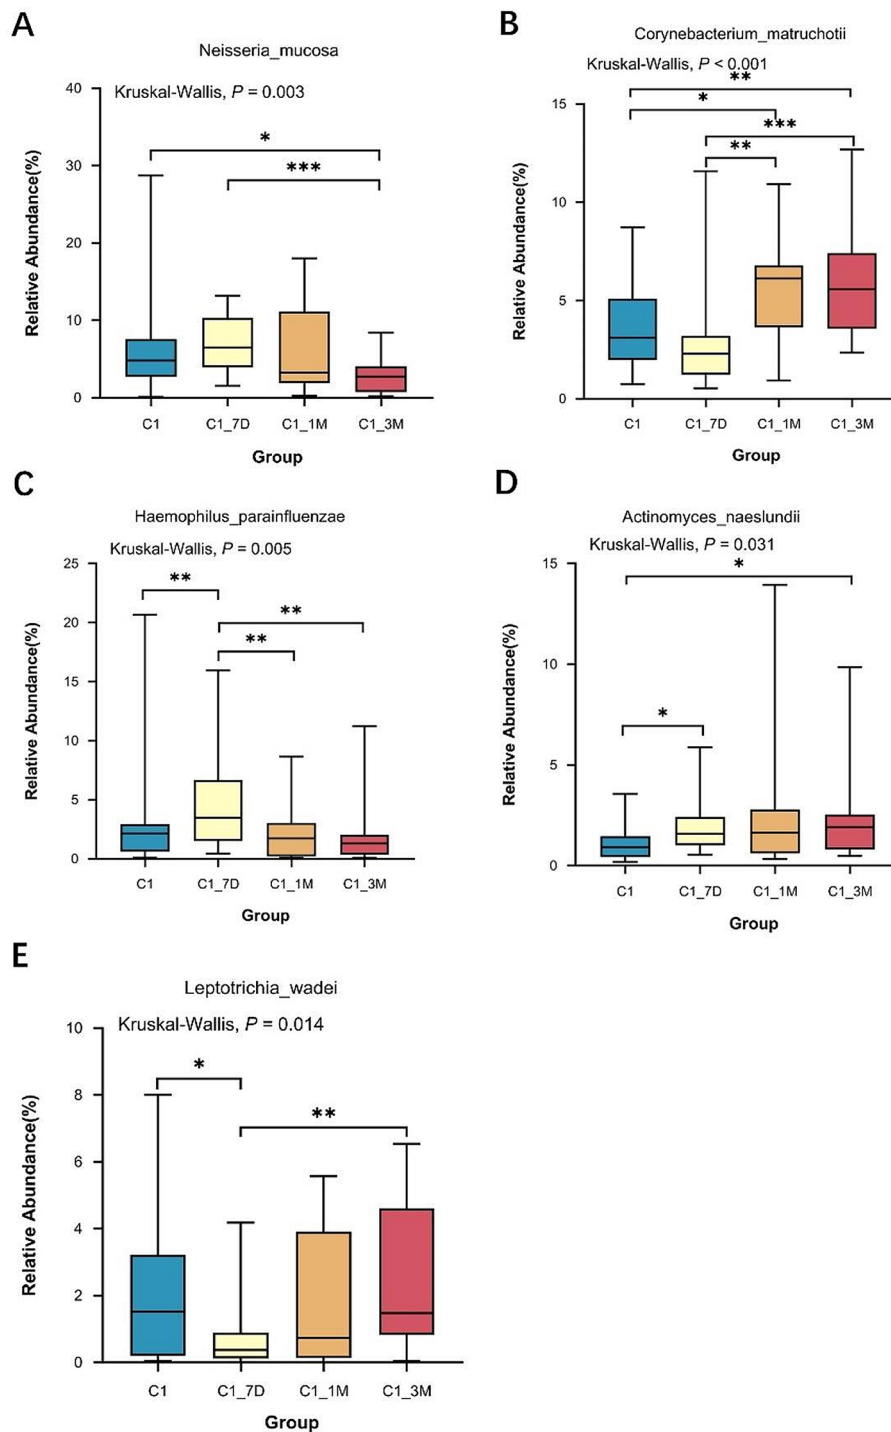 A
Neisseria_mucosa
Kruskal-Wallis, P = 0.003
*
***
Relative Abundance(%)
40
30
20
10
0
C1 C1_7D C1_1M C1_3M
Group
B
Corynebacterium_matruchotii
Kruskal-Wallis, P < 0.001
**
*
***
**
Relative Abundance(%)
15
10
5
0
C1 C1_7D C1_1M C1_3M
Group
C
Haemophilus_parainfluenzae
Kruskal-Wallis, P = 0.005
**
**
**
Relative Abundance(%)
25
20
15
10
5
0
C1 C1_7D C1_1M C1_3M
Group
D
Actinomyces_naeslundii
Kruskal-Wallis, P = 0.031
*
*
Relative Abundance(%)
15
10
5
0
C1 C1_7D C1_1M C1_3M
Group
E
Leptotrichia_wadei
Kruskal-Wallis, P = 0.014
*
**
Relative Abundance(%)
10
8
6
4
2
0
C1 C1_7D C1_1M C1_3M
Group